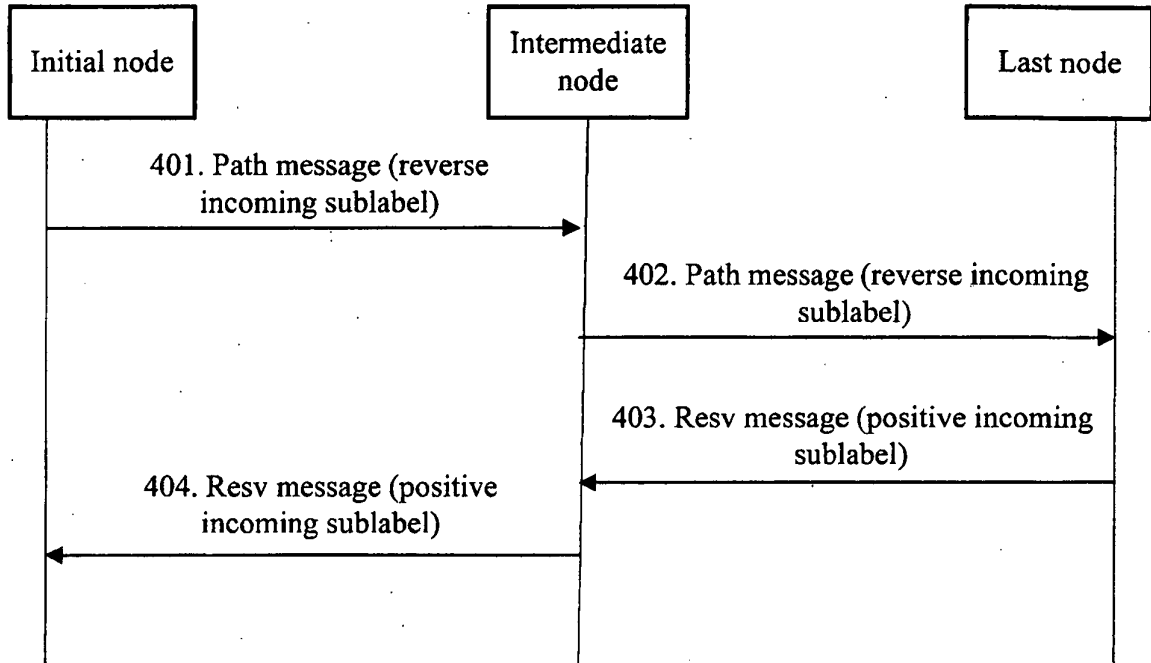 Initial node
Intermediate
node
Last node
401. Path message (reverse
incoming sublabel)
402. Path message (reverse incoming
sublabel)
403. Resv message (positive incoming
sublabel)
404. Resv message (positive
incoming sublabel)